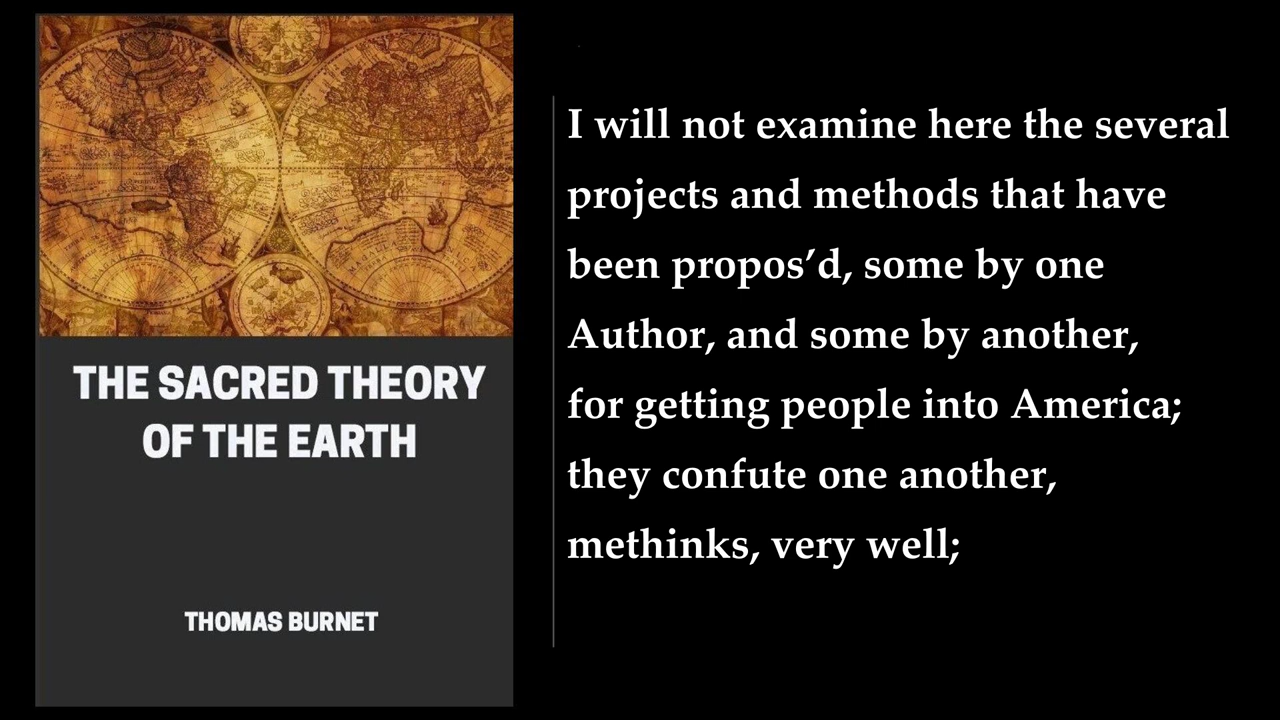 THE SACRED THEORY
OF THE EARTH
THOMAS BURNET
I will not examine here the several
projects and methods that have
been propos’d, some by one
Author, and some by another,
for getting people into America;
they confute one another,
methinks, very well;